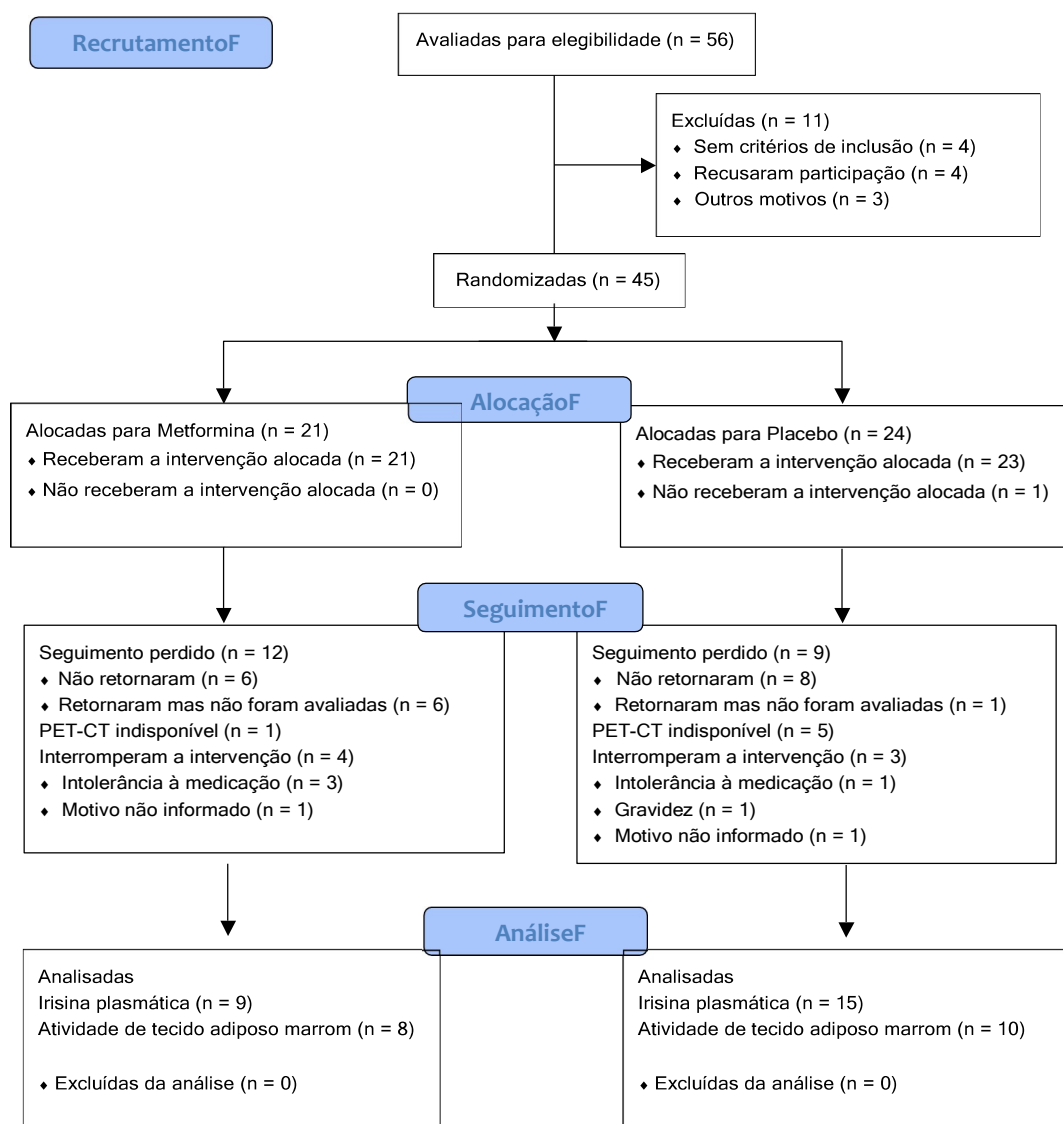 RecrutamentoF
Avaliadas para elegibilidade (n = 56)
Excluídas (n = 11)
♦ Sem critérios de inclusão (n = 4)
♦ Recusaram participação (n = 4)
♦ Outros motivos (n = 3)
Randomizadas (n = 45)
AlocaçãoF
Alocadas para Metformina (n = 21)
♦ Receberam a intervenção alocada (n = 21)
♦ Não receberam a intervenção alocada (n = 0)
Alocadas para Placebo (n = 24)
♦ Receberam a intervenção alocada (n = 23)
♦ Não receberam a intervenção alocada (n = 1)
SeguimentoF
Seguimento perdido (n = 12)
♦ Não retornaram (n = 6)
♦ Retornaram mas não foram avaliadas (n = 6)
PET-CT indisponível (n = 1)
Interromperam a intervenção (n = 4)
♦ Intolerância à medicação (n = 3)
♦ Motivo não informado (n = 1)
Seguimento perdido (n = 9)
♦ Não retornaram (n = 8)
♦ Retornaram mas não foram avaliadas (n = 1)
PET-CT indisponível (n = 5)
Interromperam a intervenção (n = 3)
♦ Intolerância à medicação (n = 1)
♦ Gravidez (n = 1)
♦ Motivo não informado (n = 1)
AnáliseF
Analisadas
Irisina plasmática (n = 9)
Atividade de tecido adiposo marrom (n = 8)
♦ Excluídas da análise (n = 0)
Analisadas
Irisina plasmática (n = 15)
Atividade de tecido adiposo marrom (n = 10)
♦ Excluídas da análise (n = 0)